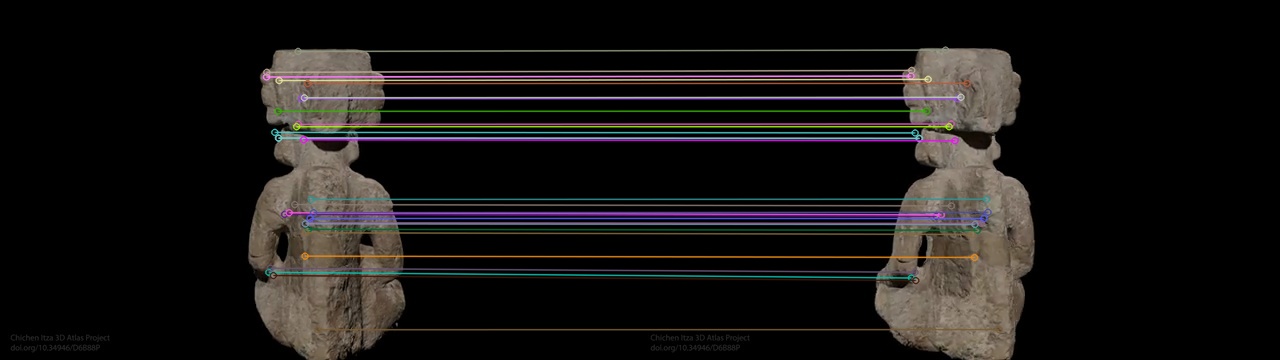 Chichen Itza 3D Atlas Project
doi.org/10.34946/D6B88P
Chichen Itza 3D Atlas Project
doi.org/10.34946/D6B88P